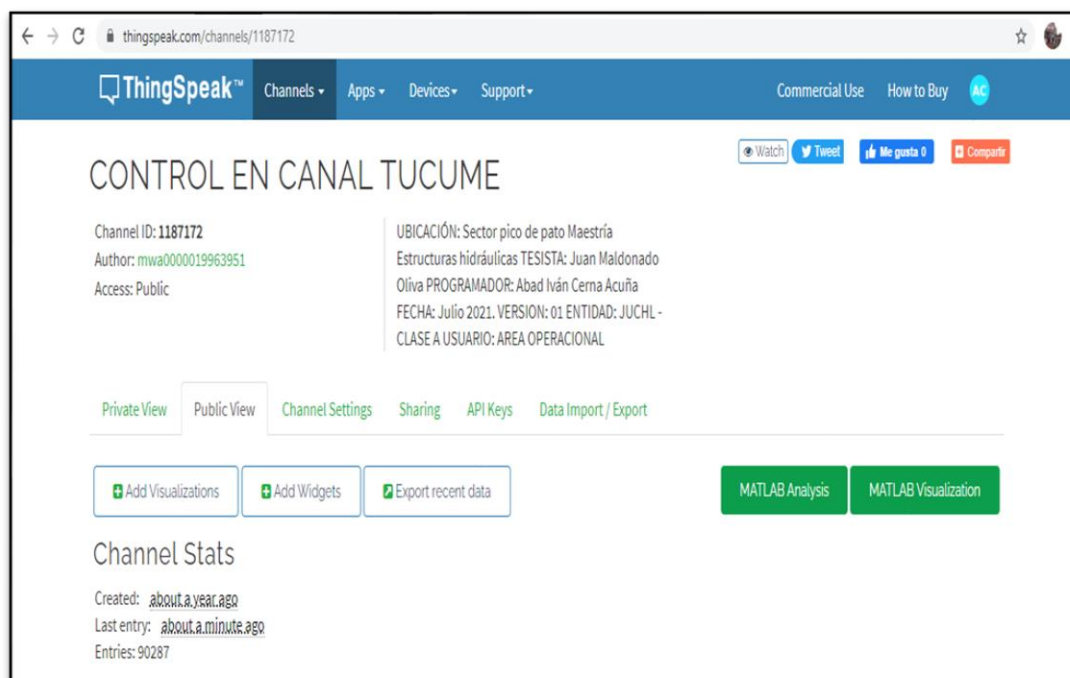 thingspeak.com/channels/1187172
ThingSpeak™ Channels Apps Devices Support Commercial Use How to Buy AC
Watch Tweet Me gusta 0 Compartir
CONTROL EN CANAL TUCUME
Channel ID: 1187172
Author: mwa0000019963951
Access: Public
UBICACIÓN: Sector pico de pato Maestría
Estructuras hidráulicas TESISTA: Juan Maldonado
Oliva PROGRAMADOR: Abad Iván Cerna Acuña
FECHA: Julio 2021. VERSION: 01 ENTIDAD: JUCHL -
CLASE A USUARIO: AREA OPERACIONAL
Private View Public View Channel Settings Sharing API Keys Data Import / Export
Add Visualizations Add Widgets Export recent data MATLAB Analysis MATLAB Visualization
Channel Stats
Created: about a year ago
Last entry: about a minute ago
Entries: 90287